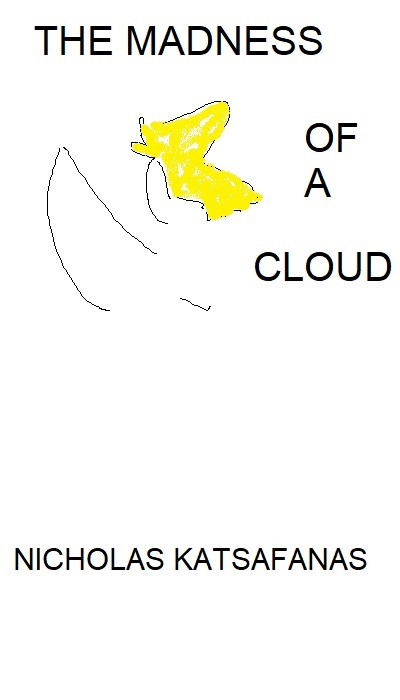 THE MADNESS
OF
A
CLOUD
NICHOLAS KATSAFANAS